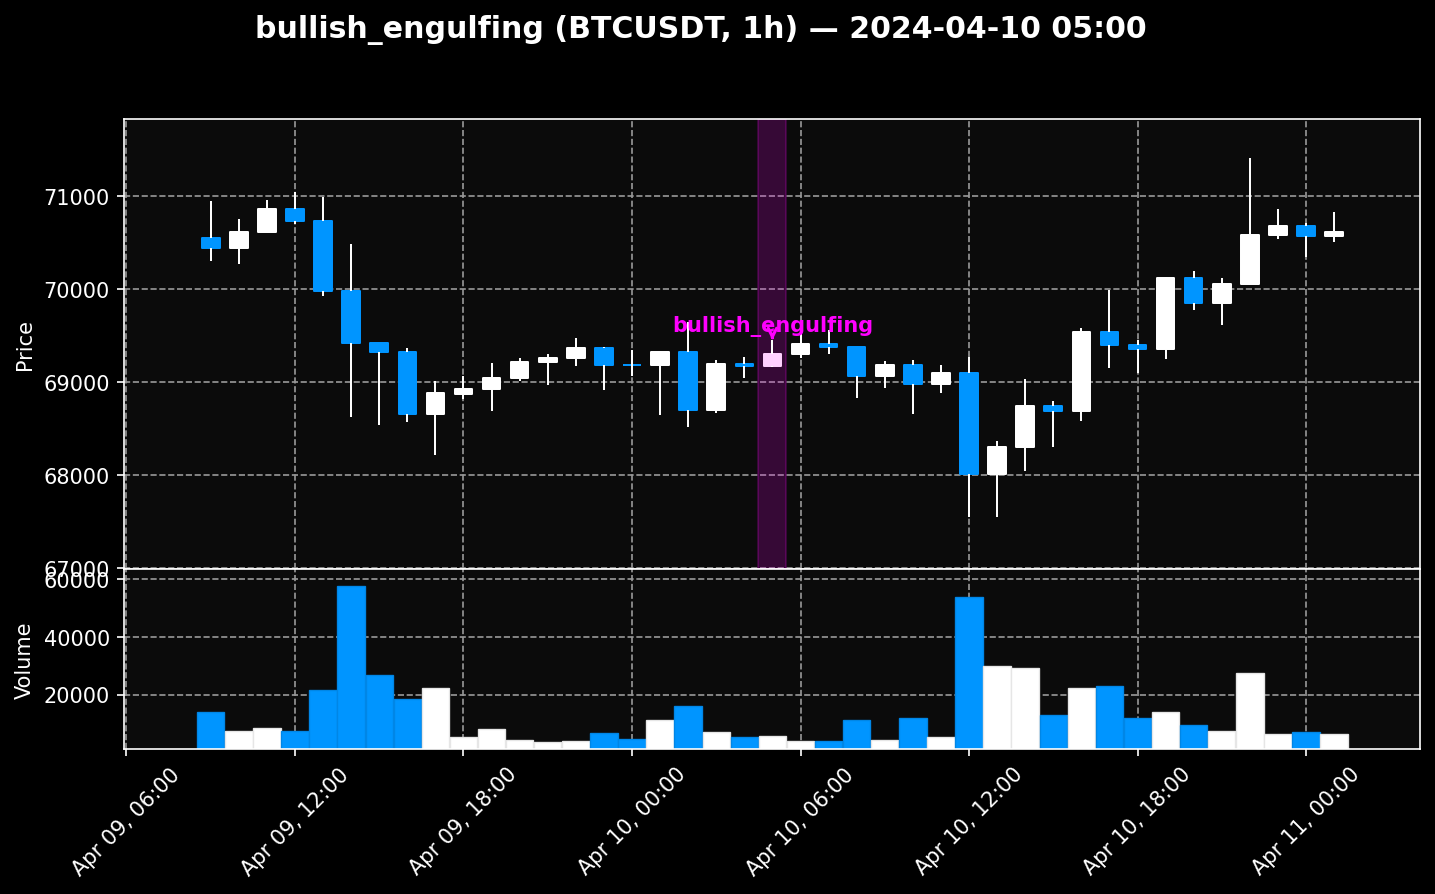 bullish_engulfing (BTCUSDT, 1h) — 2024-04-10 05:00
71000
70000
69000
68000
67000
Price
bullish_engulfing
60000
40000
20000
Volume
Apr 09, 06:00
Apr 09, 12:00
Apr 09, 18:00
Apr 10, 00:00
Apr 10, 06:00
Apr 10, 12:00
Apr 10, 18:00
Apr 11, 00:00